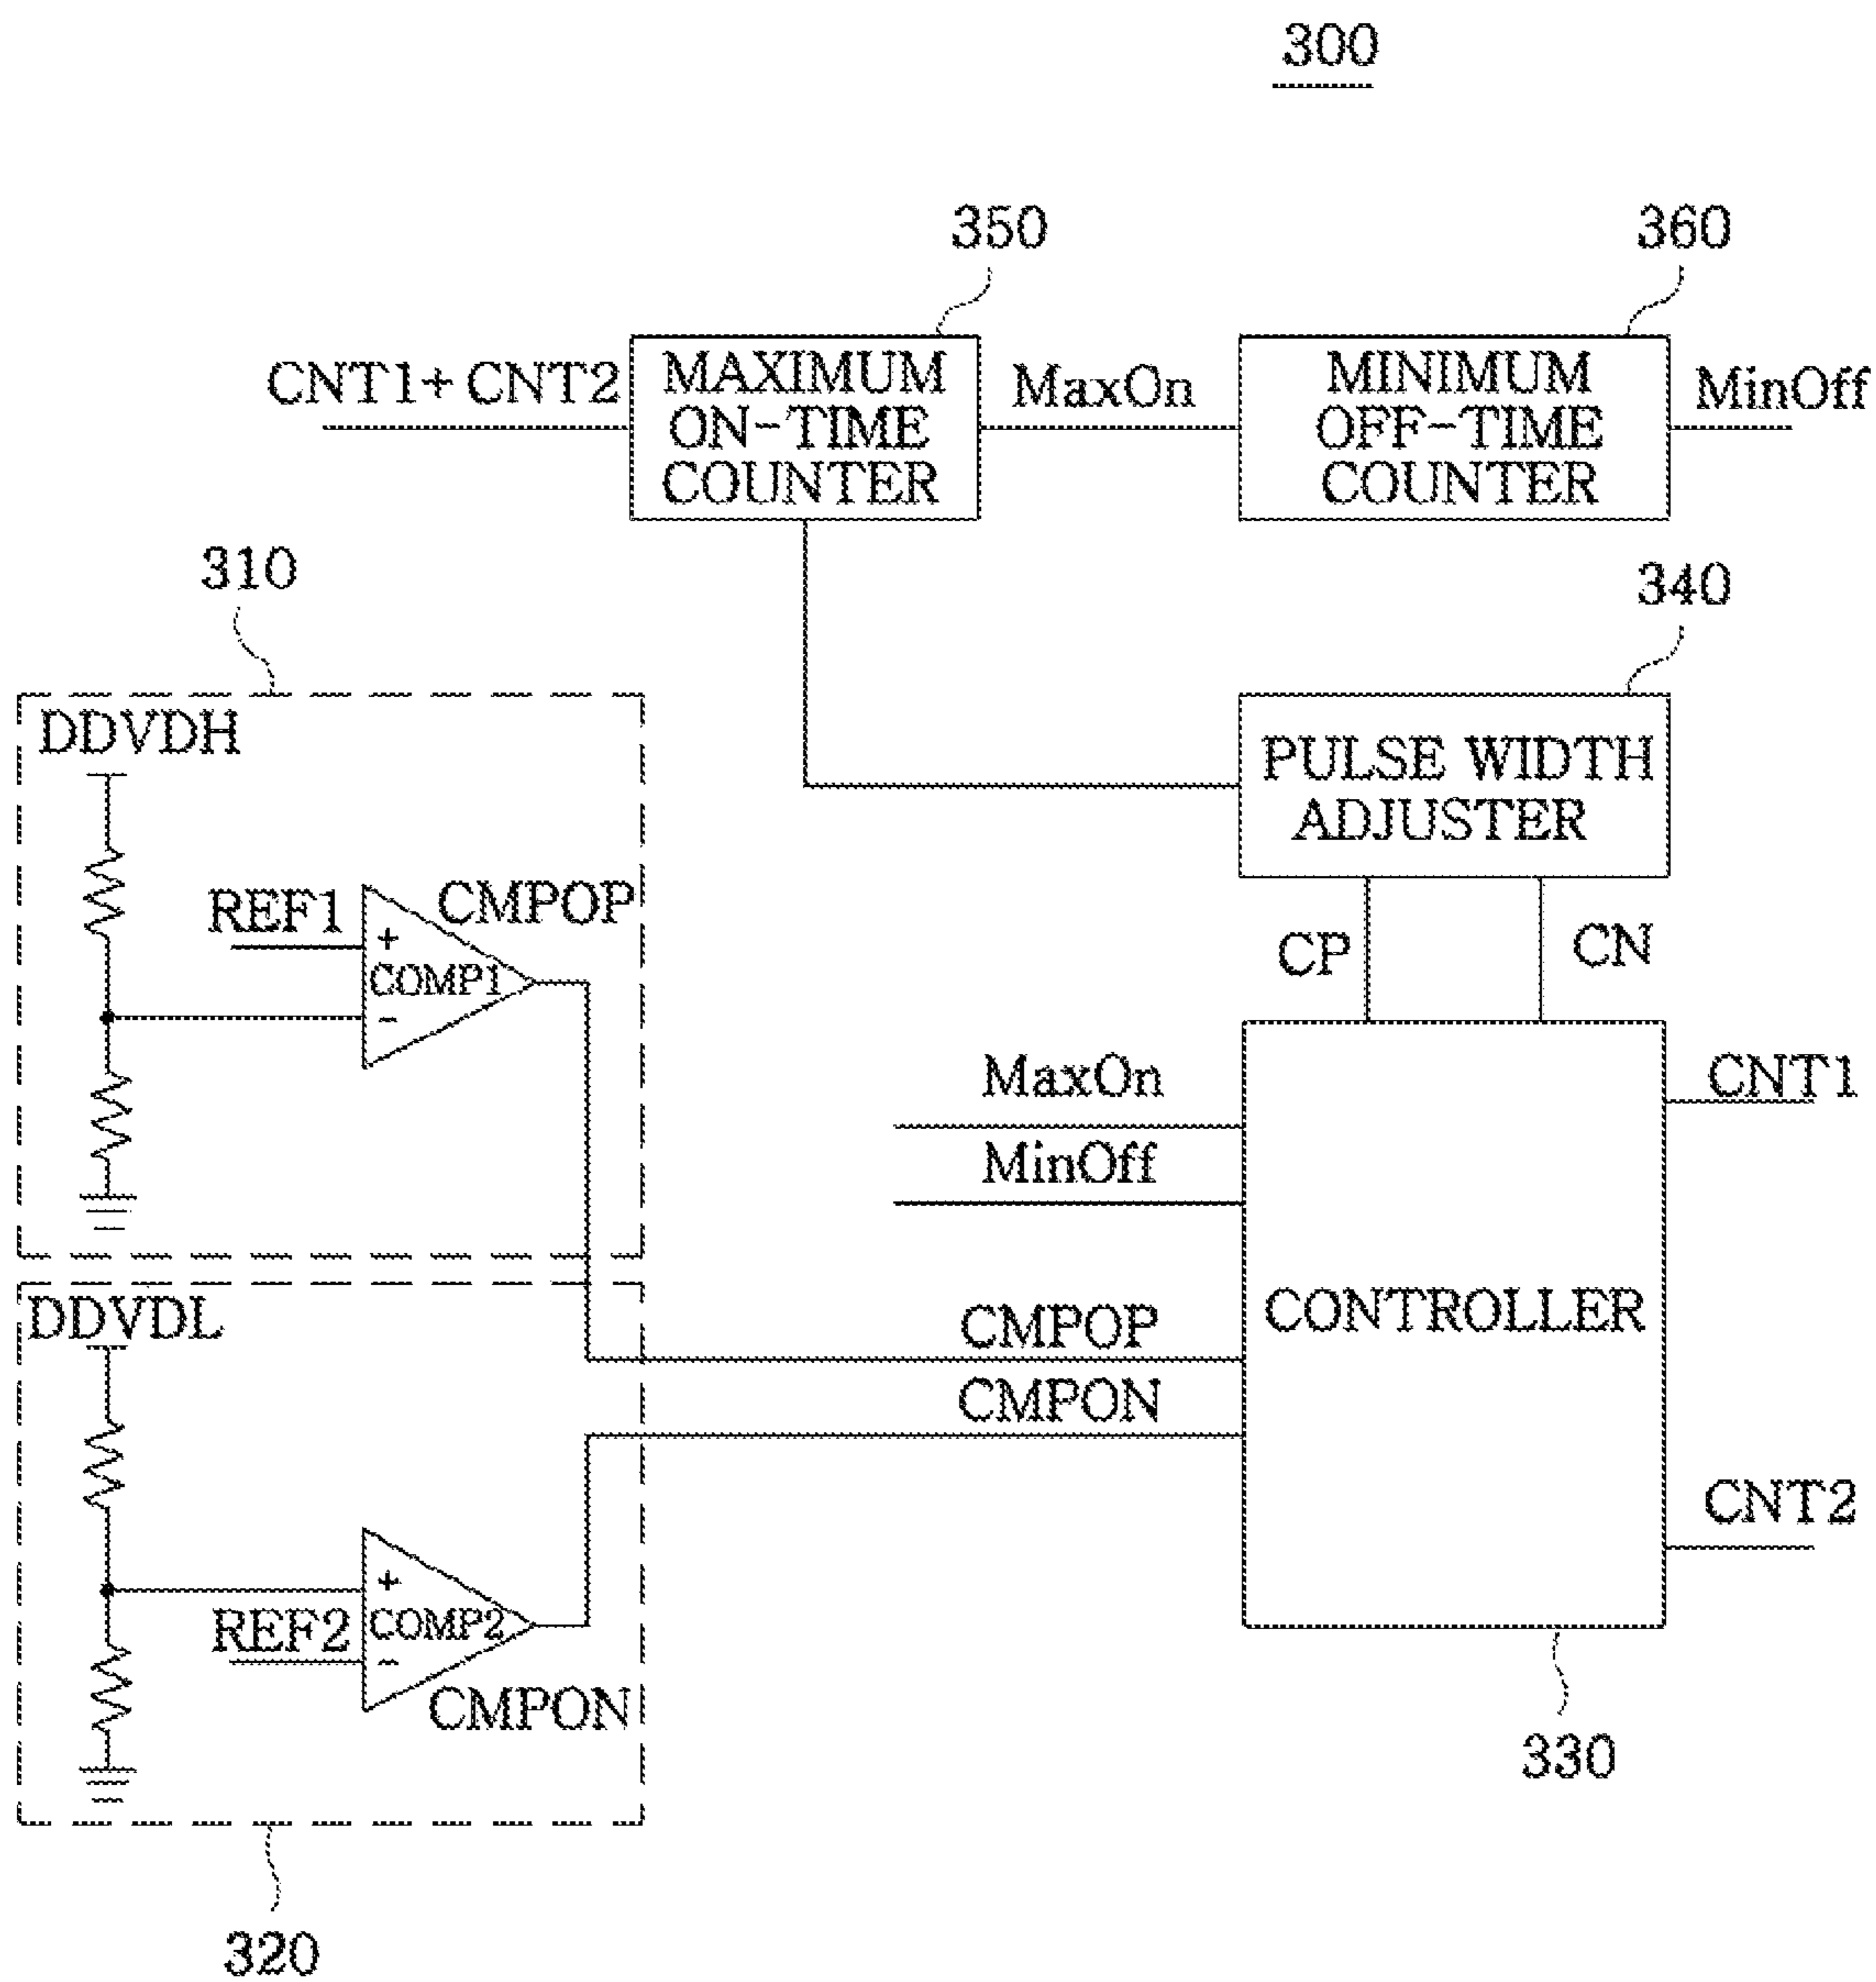 300
350
360
CNT1+ CNT2
MAXIMUM
ON-TIME
COUNTER
MaxOn
MINIMUM
OFF-TIME
COUNTER
MinOff
310
340
DDVDH
PULSE WIDTH
ADJUSTER
REF1
+
COMP1
-
CMPOP
CP
CN
MaxOn
MinOff
CNT1
CONTROLLER
DDVDL
CMPOP
CMPON
CNT2
+
REF2
COMP2
-
CMPON
330
320